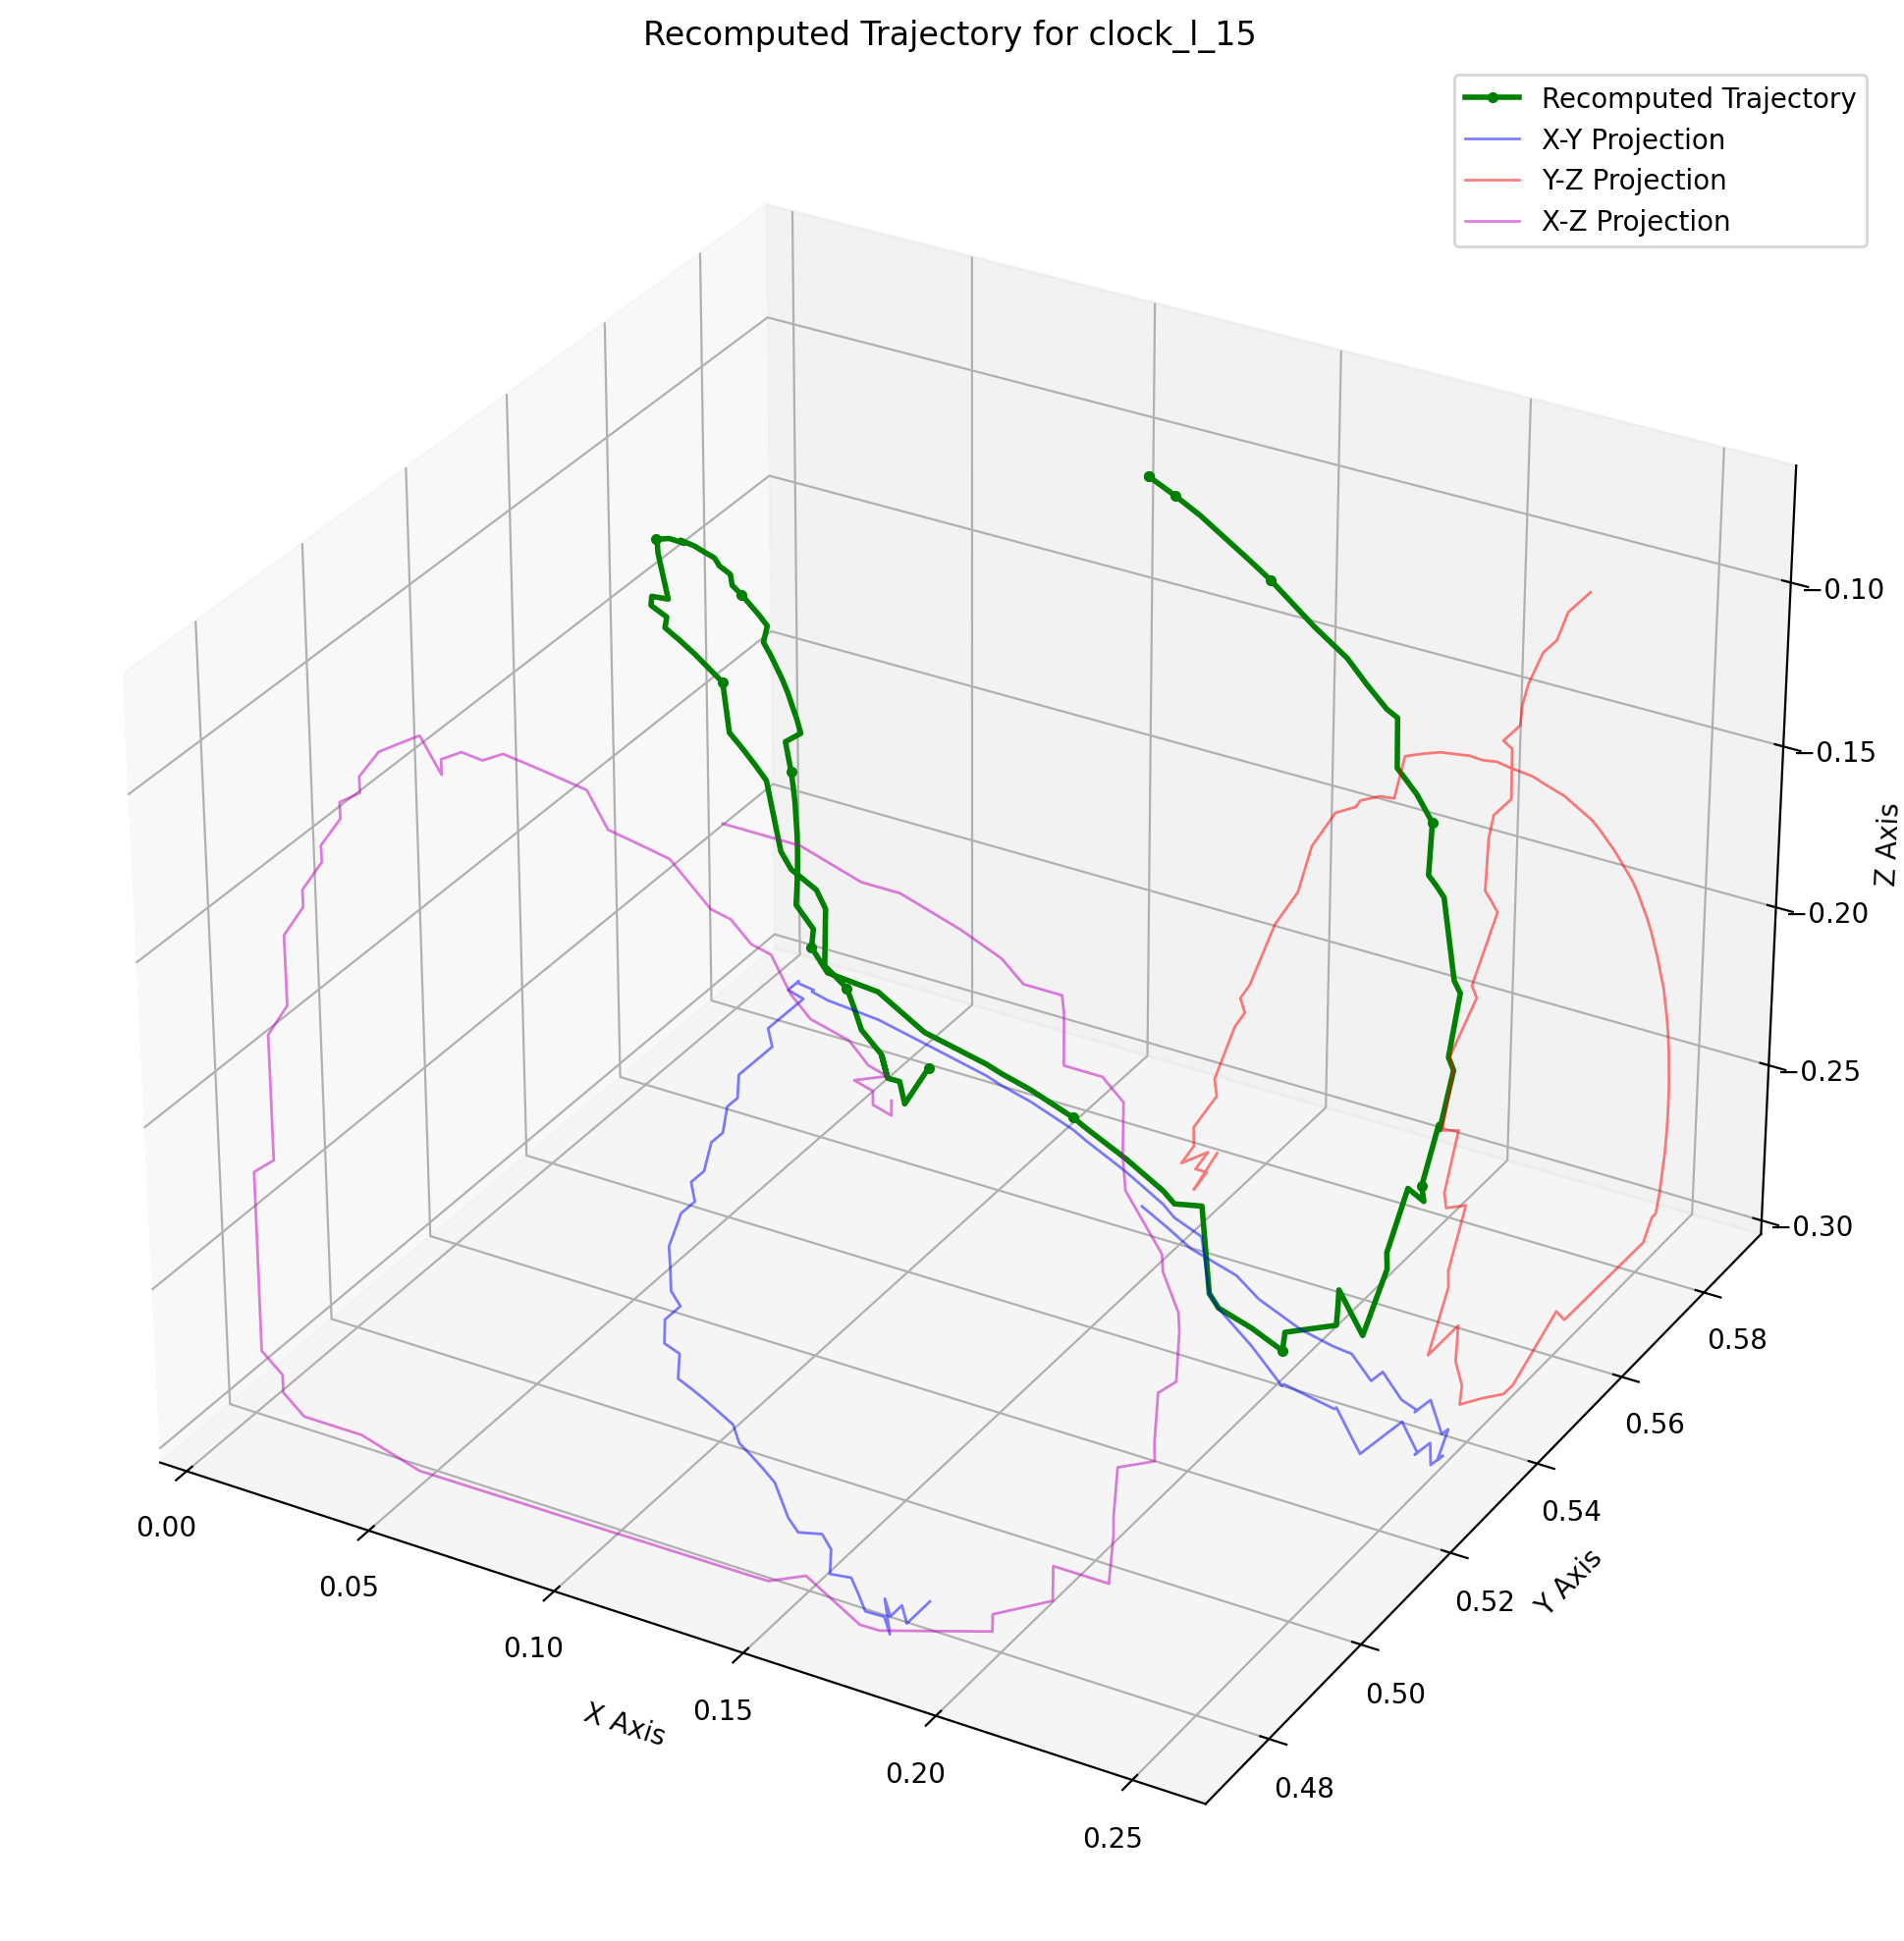 Recomputed Trajectory for clock_l_15
Recomputed Trajectory
X-Y Projection
Y-Z Projection
X-Z Projection
−0.10
−0.15
−0.20
−0.25
−0.30
Z Axis
0.58
0.56
0.54
0.52
0.50
0.48
Y Axis
0.00
0.05
0.10
0.15
0.20
0.25
X Axis